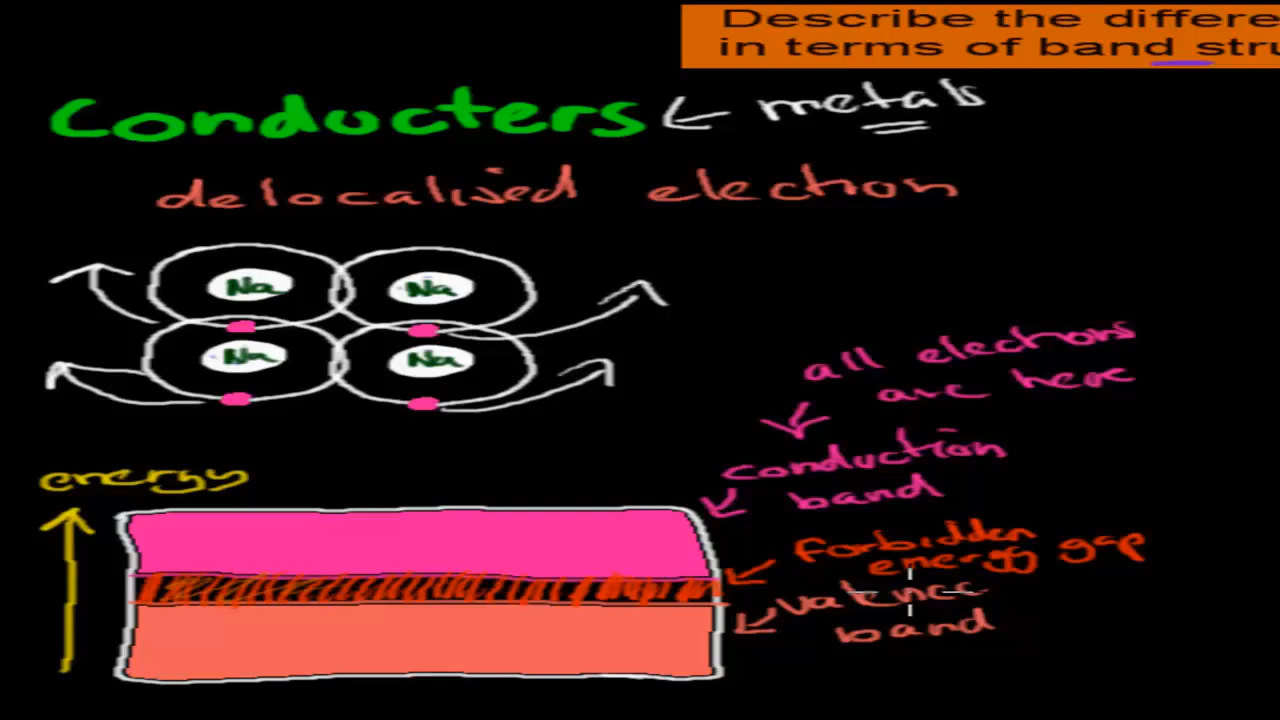 Describe the differe
in terms of band stru
Conducters ← metals
delocalised electron
Na Na
Na Na
all electrons
are here
energy
conduction
band
forbidden
energy gap
valence
band